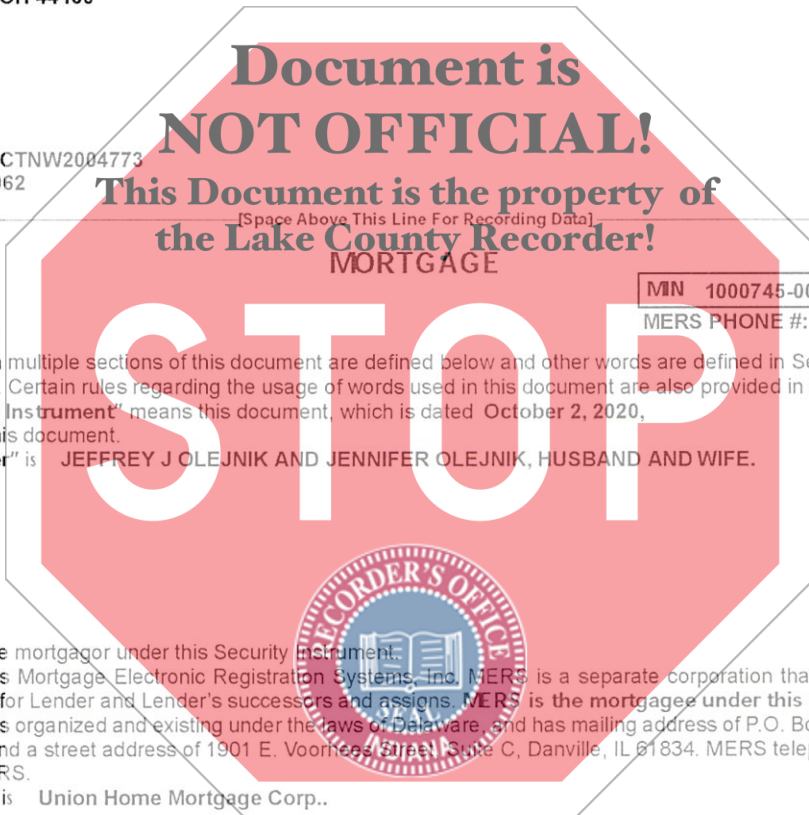 Document is
NOT OFFICIAL!
CTNW2004773
62
This Document is the property of
[Space Above This Line For Recording Data]
the Lake County Recorder!
MORTGAGE
MIN 1000745-00
MERS PHONE #:
STOP
multiple sections of this document are defined below and other words are defined in Se
. Certain rules regarding the usage of words used in this document are also provided in
Instrument" means this document, which is dated October 2, 2020,
is document.
r" is JEFFREY J OLEJNIK AND JENNIFER OLEJNIK, HUSBAND AND WIFE.
RECORDER'S OFFICE
INDIANA
e mortgagor under this Security Instrument.
s Mortgage Electronic Registration Systems, Inc. MERS is a separate corporation tha
for Lender and Lender's successors and assigns. MERS is the mortgagee under this
s organized and existing under the laws of Delaware, and has mailing address of P.O. Bo
nd a street address of 1901 E. Voorhees Street, Suite C, Danville, IL 61834. MERS telep
RS.
is Union Home Mortgage Corp..